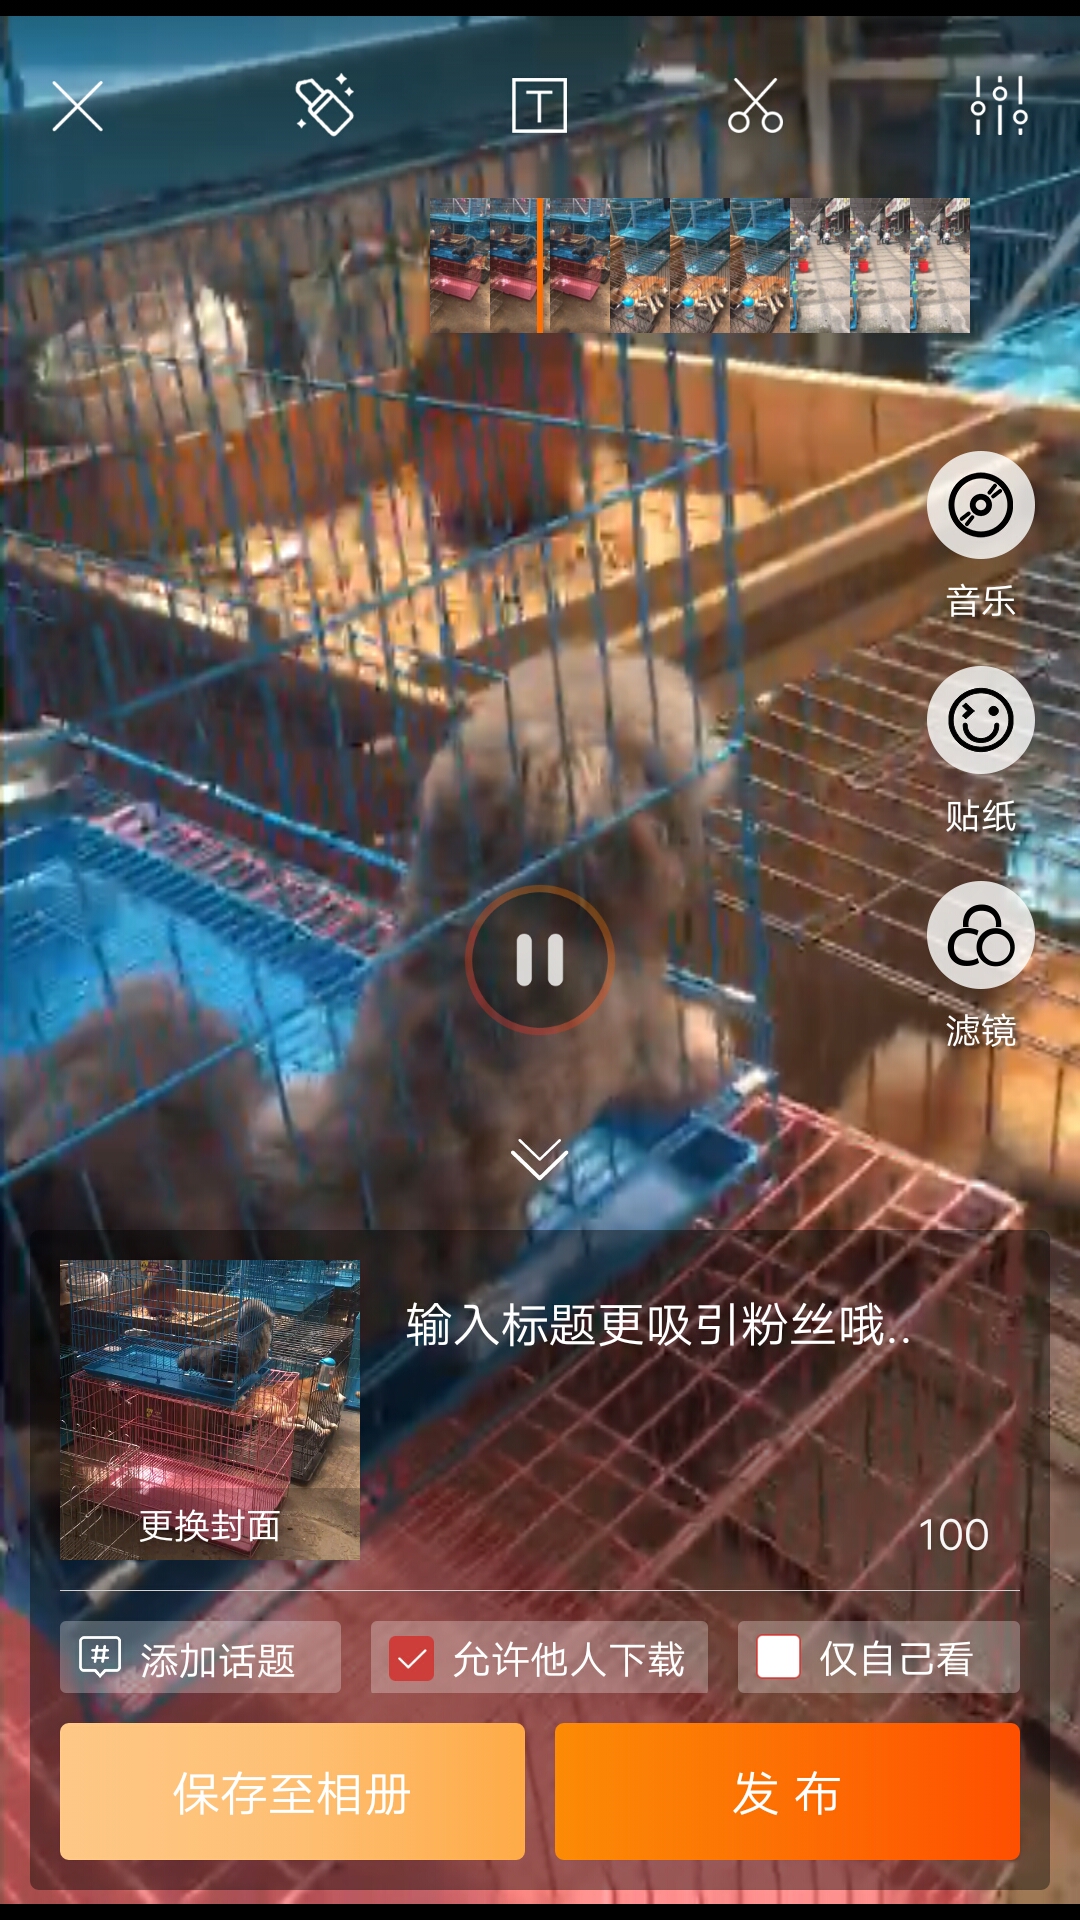 T
音乐
贴纸
滤镜
输入标题更吸引粉丝哦..
更换封面
100
# 添加话题
允许他人下载
仅自己看
保存至相册
发 布